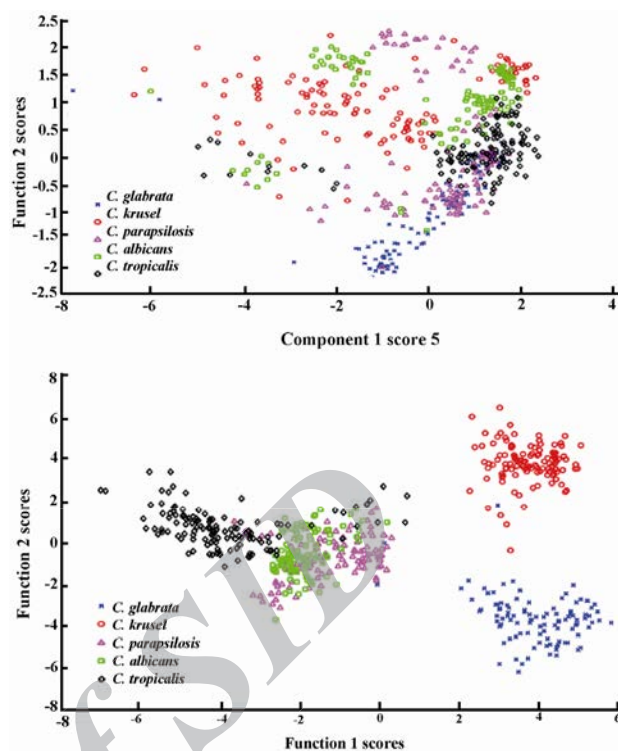 2.5
2
1.5
1
0.5
0
-0.5
-1
-1.5
-2
2.5
Function 2 scores
C. glabrata
C. krusel
C. parapsilosis
C. albicans
C. tropicalis
-8 -6 -4 -2 0 2 4
Component 1 score 5
8
6
4
2
0
-2
-4
-6
-8
Function 2 scores
C. glabrata
C. krusel
C. parapsilosis
C. albicans
C. tropicalis
-8 -6 -4 -2 0 2 4 6
Function 1 scores
f SID